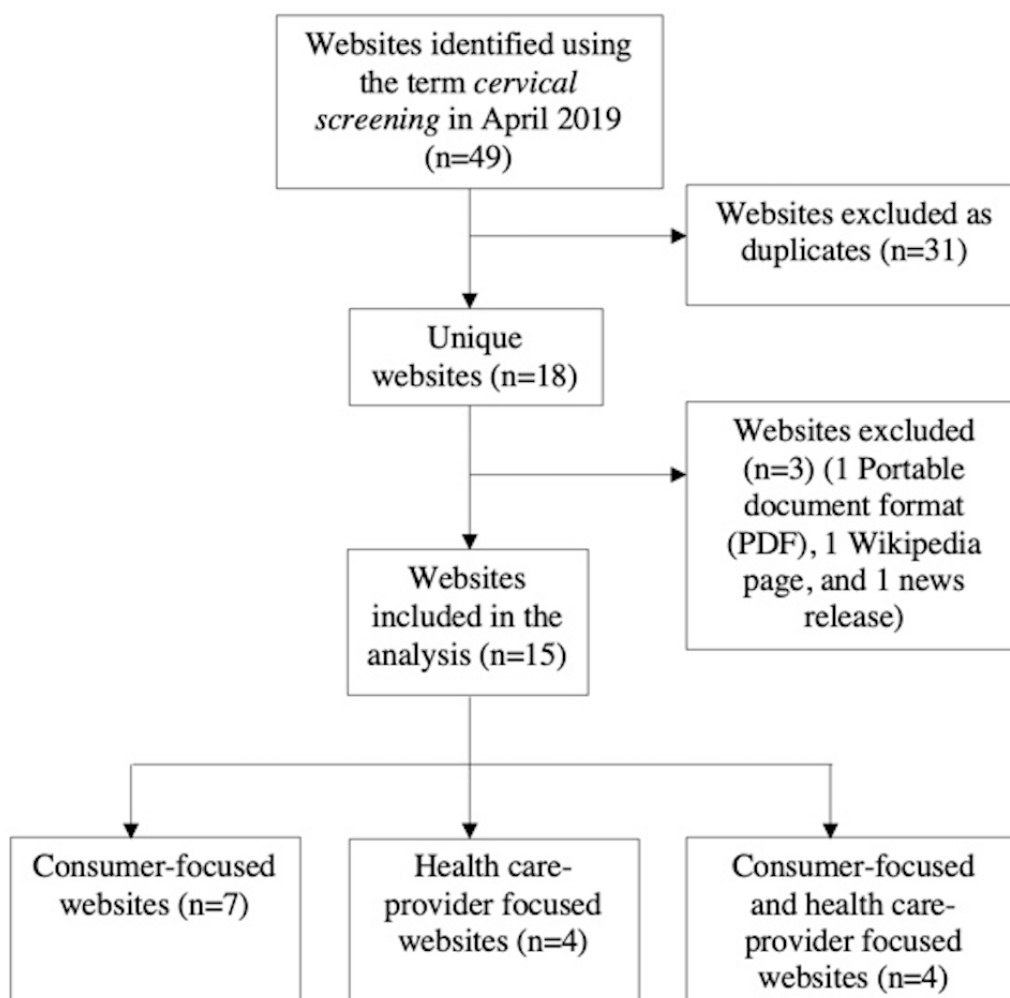 Websites identified using
the term cervical
screening in April 2019
(n=49)
Websites excluded as
duplicates (n=31)
Unique
websites (n=18)
Websites excluded
(n=3) (1 Portable
document format
(PDF), 1 Wikipedia
page, and 1 news
release)
Websites
included in the
analysis (n=15)
Consumer-focused
websites (n=7)
Health care-
provider focused
websites (n=4)
Consumer-focused
and health care-
provider focused
websites (n=4)